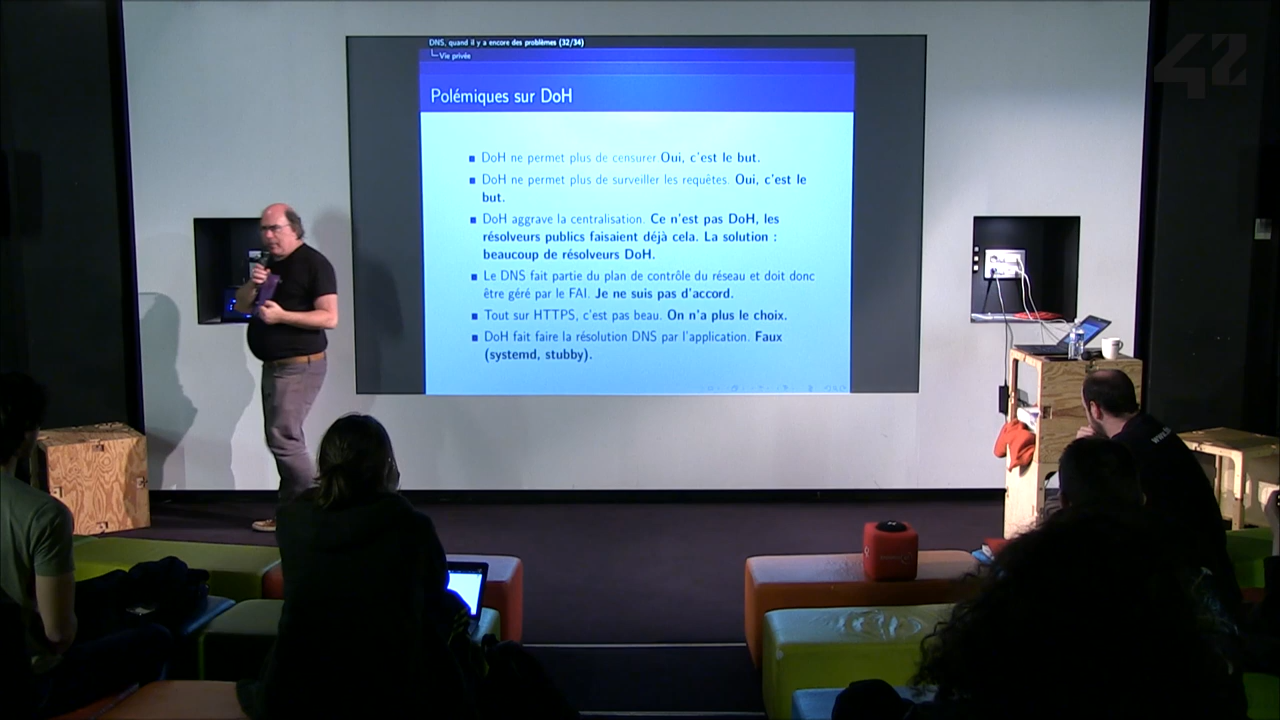 DNS, quand il y a encore des problèmes (32/34)
Vie privée
42
Polémiques sur DoH
DoH ne permet plus de censurer Oui, c'est le but.
DoH ne permet plus de surveiller les requêtes. Oui, c'est le
but.
DoH aggrave la centralisation. Ce n'est pas DoH, les
résolveurs publics faisaient déjà cela. La solution :
beaucoup de résolveurs DoH.
Le DNS fait partie du plan de contrôle du réseau et doit donc
être géré par le FAI. Je ne suis pas d'accord.
Tout sur HTTPS, c'est pas beau. On n'a plus le choix.
DoH fait faire la résolution DNS par l'application. Faux
(systemd, stubby).